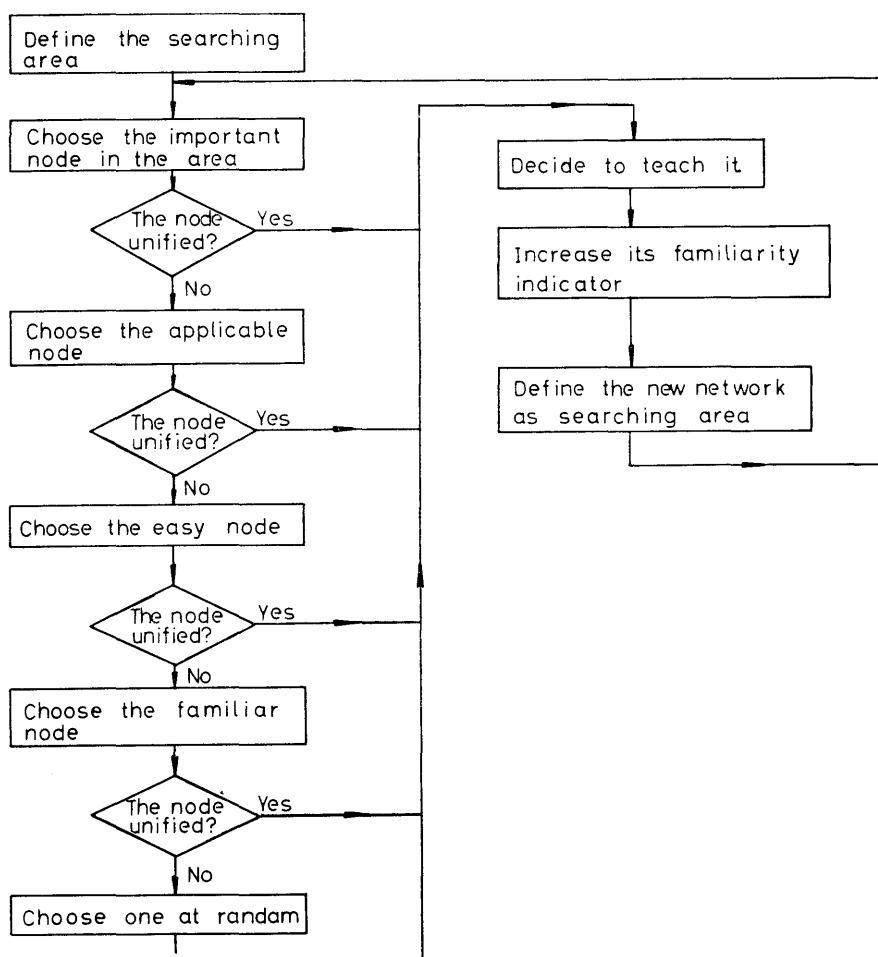 Define the searching
area
Choose the important
node in the area
The node
unified?
Yes
No
Choose the applicable
node
The node
unified?
Yes
No
Choose the easy node
The node
unified?
Yes
No
Choose the familiar
node
The node
unified?
Yes
No
Choose one at randam
Decide to teach it.
Increase its familiarity
indicator
Define the new network
as searching area